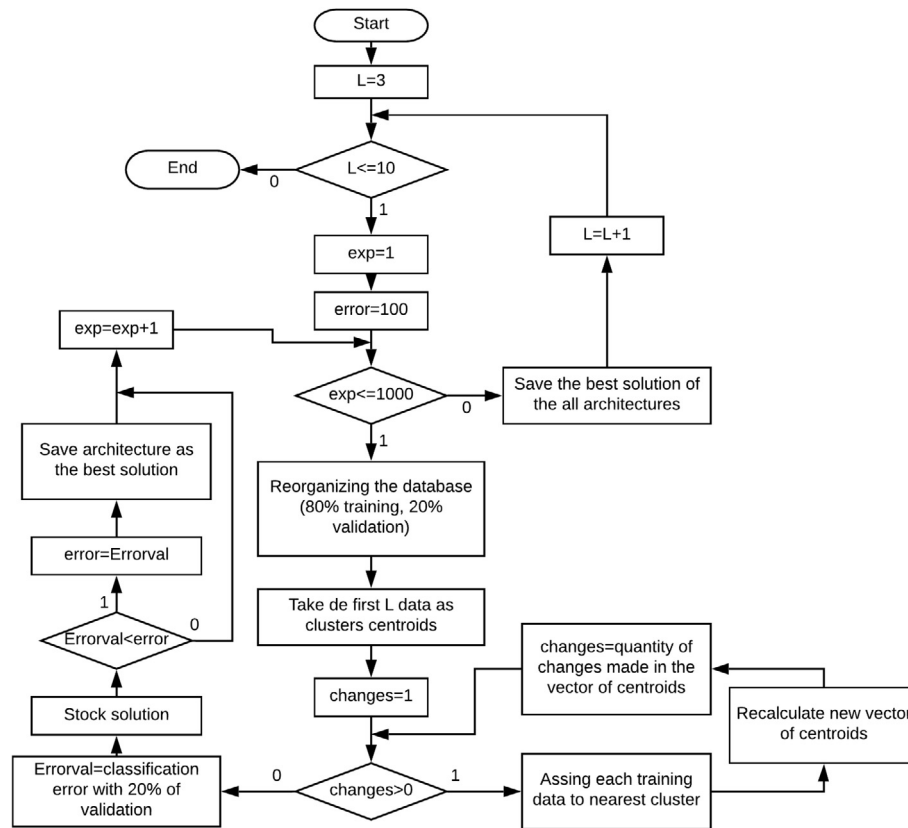 Start
L=3
L<=10
End
0
1
exp=1
L=L+1
error=100
exp=exp+1
exp<=1000
0
Save the best solution of
the all architectures
1
Save architecture as
the best solution
Reorganizing the database
(80% training, 20%
validation)
error=Errorval
Take de first L data as
clusters centroids
1
0
Errorval<error
changes=quantity of
changes made in the
vector of centroids
changes=1
Stock solution
Recalculate new vector
of centroids
Errorval=classification
error with 20% of
validation
0
changes>0
1
Assing each training
data to nearest cluster